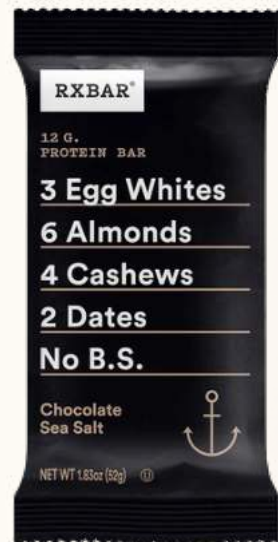 RXBAR®
12 G.
PROTEIN BAR
3 Egg Whites
6 Almonds
4 Cashews
2 Dates
No B.S.
Chocolate
Sea Salt
NET WT 1.83oz (52g) Ⓤ